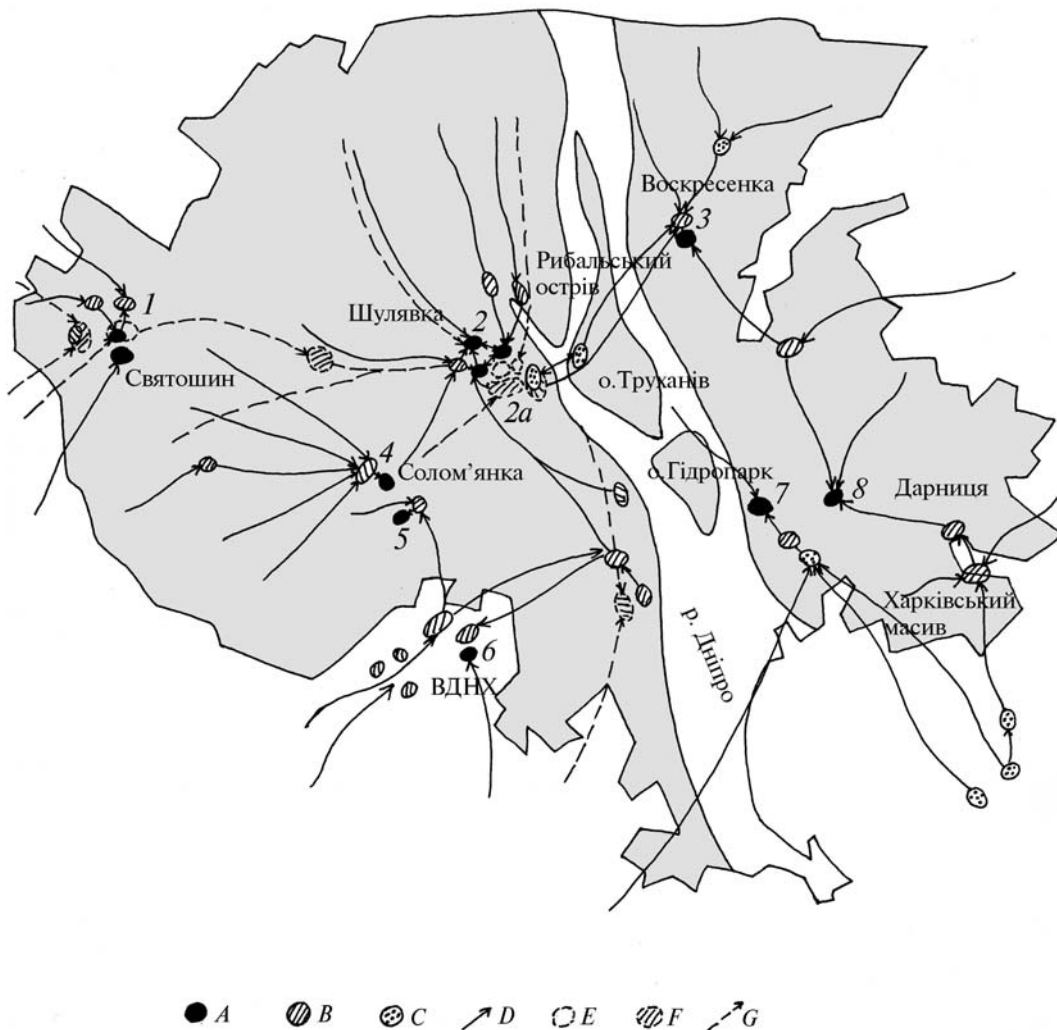 Воскресенка
3
Рибальський
острів
1
Шулявка
2
Святошин
о.Труханів
2а
4
Солом’янка
о.Гідропарк
7
8
Дарниця
5
Харківський
масив
р. Дніпро
6
ВДНХ
A B C D E F G